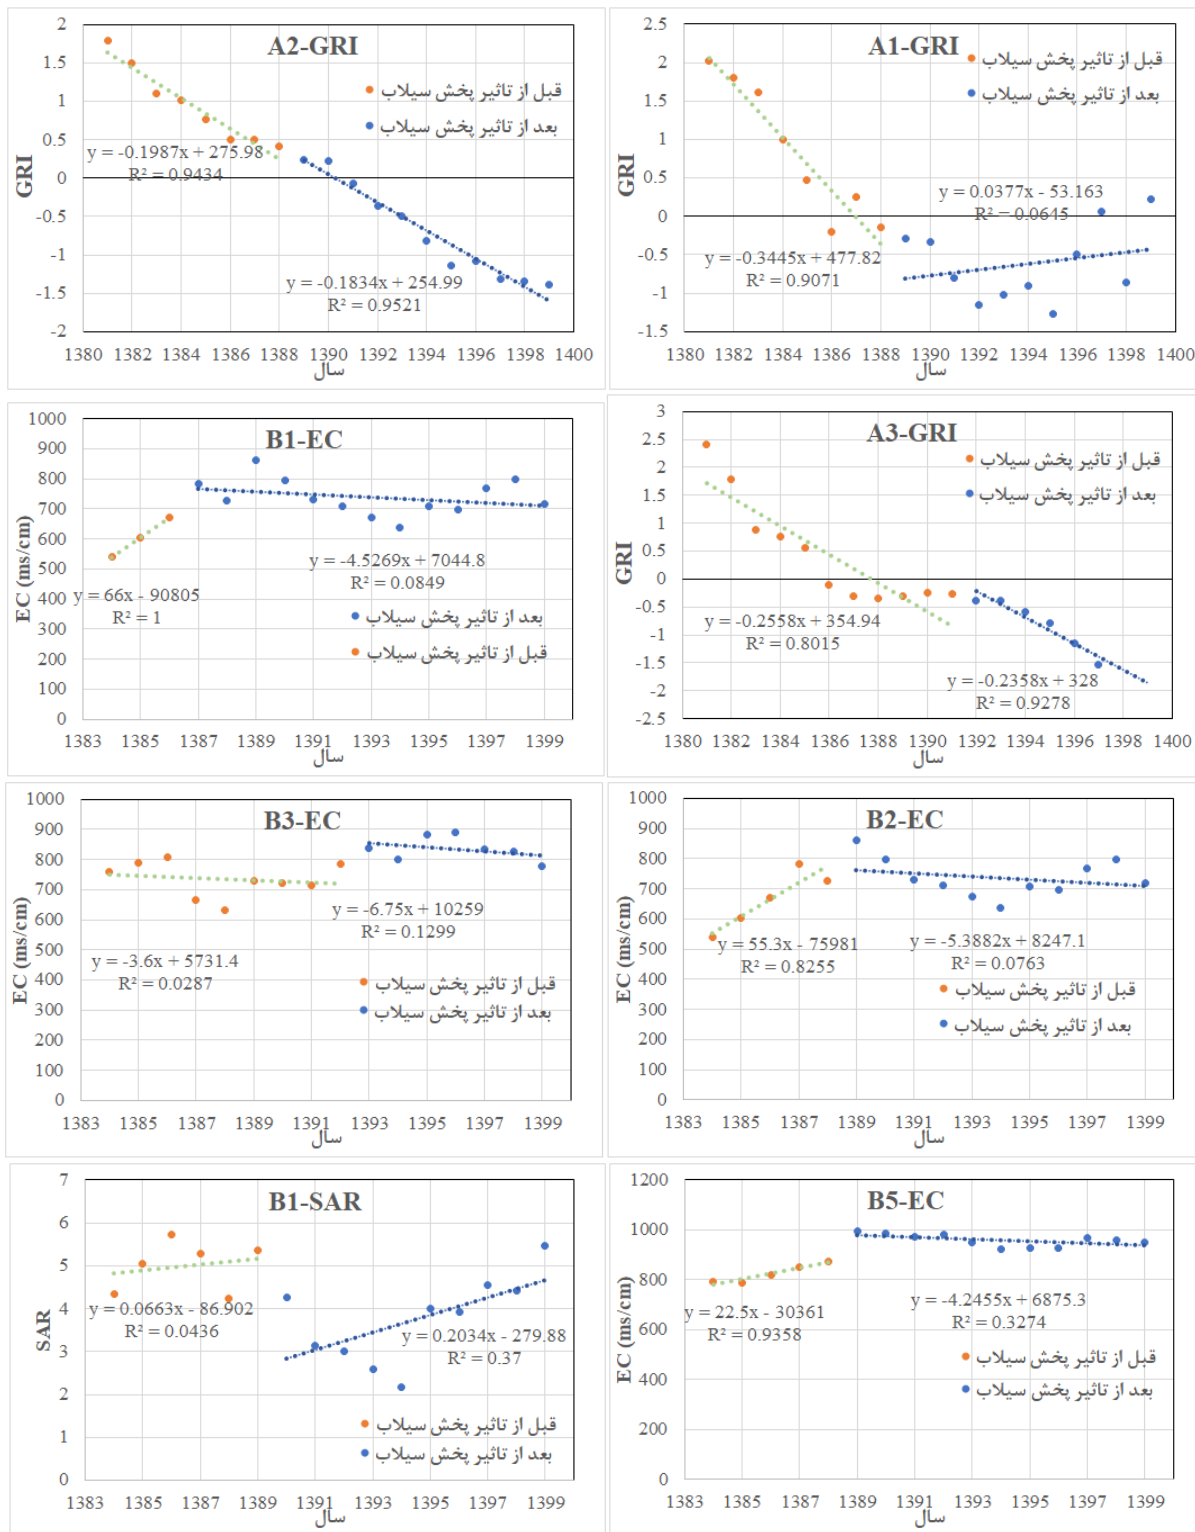 A2-GRI
قبل از تاثیر پخش سیلاب
بعد از تاثیر پخش سیلاب
y = -0.1987x + 275.98
R² = 0.9434
y = -0.1834x + 254.99
R² = 0.9521
GRI
2
1.5
1
0.5
0
-0.5
-1
-1.5
-2
1380 1382 1384 1386 1388 1390 1392 1394 1396 1398 1400
سال
A1-GRI
قبل از تاثیر پخش سیلاب
بعد از تاثیر پخش سیلاب
y = 0.0377x - 53.163
R² = 0.0645
y = -0.3445x + 477.82
R² = 0.9071
GRI
2.5
2
1.5
1
0.5
0
-0.5
-1
-1.5
1380 1382 1384 1386 1388 1390 1392 1394 1396 1398 1400
سال
B1-EC
y = -4.5269x + 7044.8
R² = 0.0849
y = 66x - 90805
R² = 1
بعد از تاثیر پخش سیلاب
قبل از تاثیر پخش سیلاب
EC (ms/cm)
1000
900
800
700
600
500
400
300
200
100
0
1383 1385 1387 1389 1391 1393 1395 1397 1399
سال
A3-GRI
قبل از تاثیر پخش سیلاب
بعد از تاثیر پخش سیلاب
y = -0.2558x + 354.94
R² = 0.8015
y = -0.2358x + 328
R² = 0.9278
GRI
3
2.5
2
1.5
1
0.5
0
-0.5
-1
-1.5
-2
-2.5
1380 1382 1384 1386 1388 1390 1392 1394 1396 1398 1400
سال
B3-EC
y = -6.75x + 10259
R² = 0.1299
y = -3.6x + 5731.4
R² = 0.0287
قبل از تاثیر پخش سیلاب
بعد از تاثیر پخش سیلاب
EC (ms/cm)
1000
900
800
700
600
500
400
300
200
100
0
1383 1385 1387 1389 1391 1393 1395 1397 1399
سال
B2-EC
y = 55.3x - 75981
R² = 0.8255
y = -5.3882x + 8247.1
R² = 0.0763
قبل از تاثیر پخش سیلاب
بعد از تاثیر پخش سیلاب
EC (ms/cm)
1000
900
800
700
600
500
400
300
200
100
0
1383 1385 1387 1389 1391 1393 1395 1397 1399
سال
B1-SAR
y = 0.0663x - 86.902
R² = 0.0436
y = 0.2034x - 279.88
R² = 0.37
قبل از تاثیر پخش سیلاب
بعد از تاثیر پخش سیلاب
SAR
7
6
5
4
3
2
1
0
1383 1385 1387 1389 1391 1393 1395 1397 1399
سال
B5-EC
y = 22.5x - 30361
R² = 0.9358
y = -4.2455x + 6875.3
R² = 0.3274
قبل از تاثیر پخش سیلاب
بعد از تاثیر پخش سیلاب
EC (ms/cm)
1200
1000
800
600
400
200
0
1383 1385 1387 1389 1391 1393 1395 1397 1399
سال